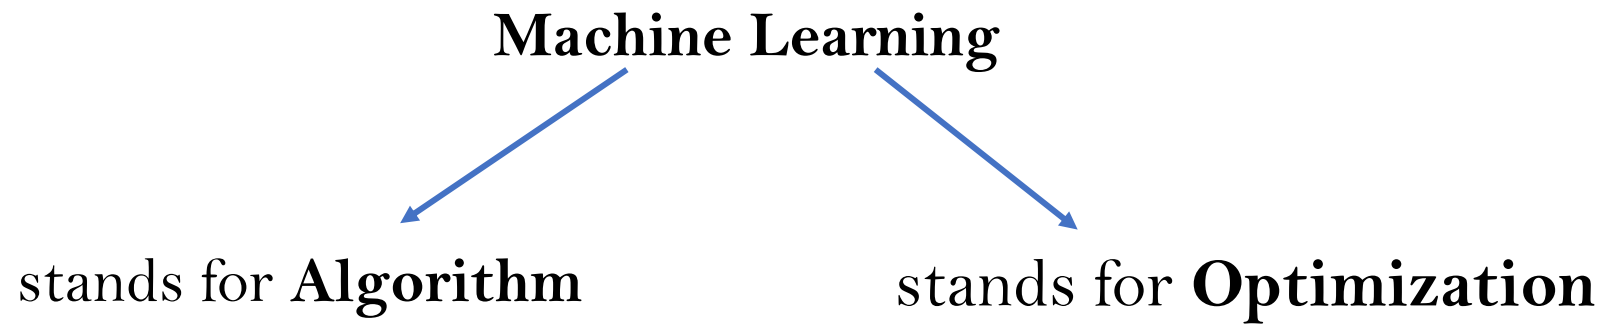 Machine Learning
stands for Algorithm
stands for Optimization